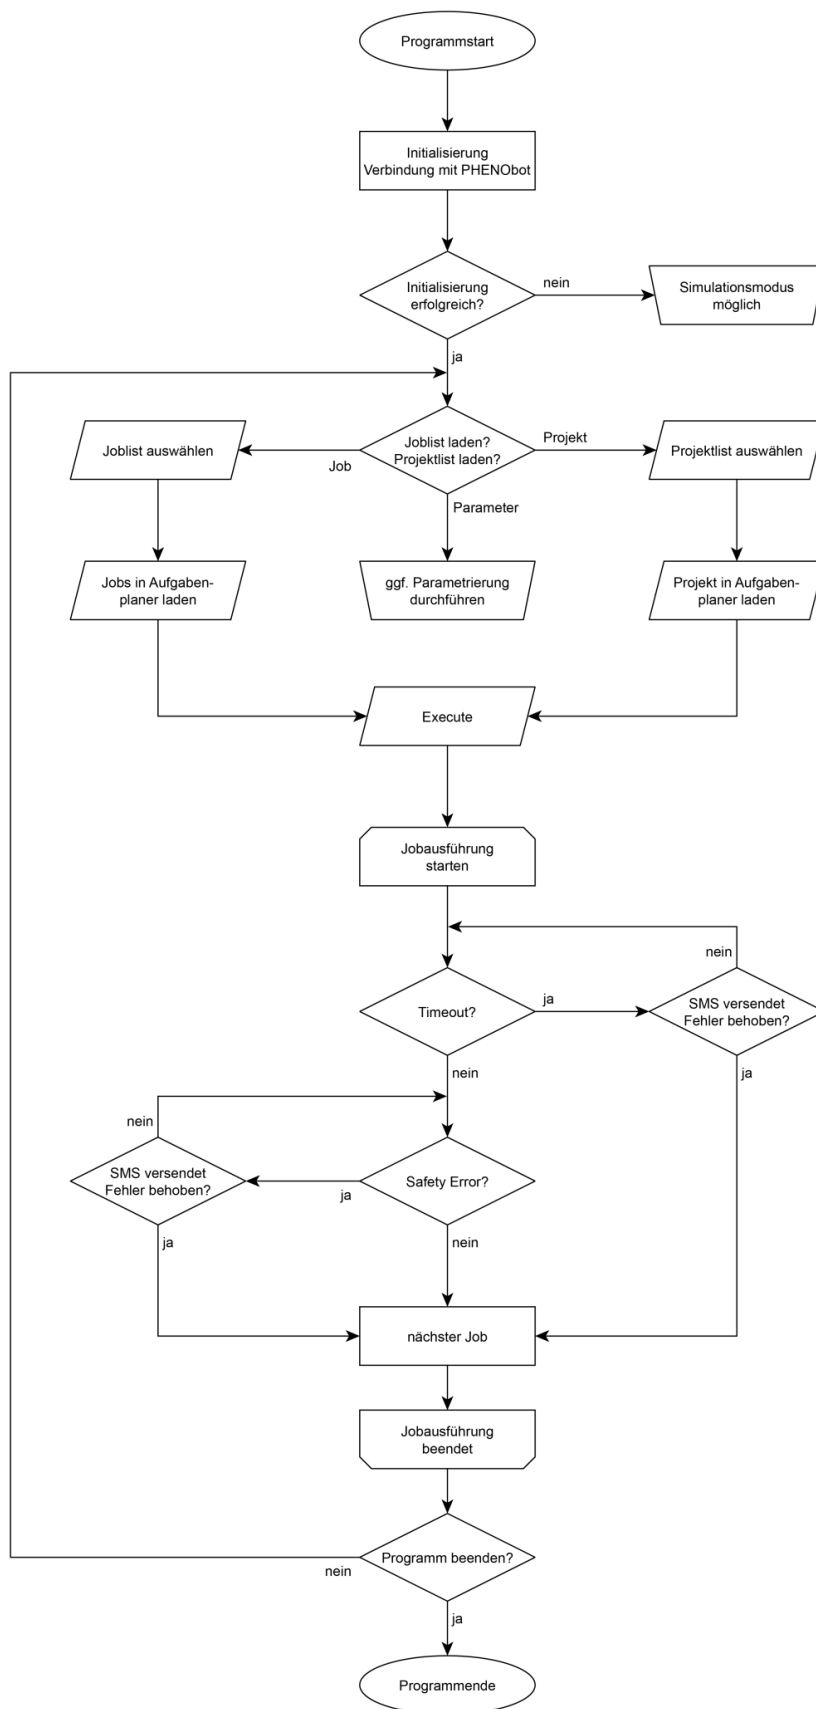 Programmstart
Initialisierung
Verbindung mit PHENObot
Initialisierung
erfolgreich?
nein
Simulationsmodus
möglich
ja
Joblist auswählen
Job
Joblist laden?
Projektlist laden?
Projekt
Projektlist auswählen
Parameter
Jobs in Aufgaben-
planer laden
ggf. Parametrierung
durchführen
Projekt in Aufgaben-
planer laden
Execute
Jobausführung
starten
nein
Timeout?
ja
SMS versendet
Fehler behoben?
nein
ja
nein
SMS versendet
Fehler behoben?
ja
Safety Error?
ja
nein
nächster Job
Jobausführung
beendet
Programm beenden?
nein
ja
Programmende